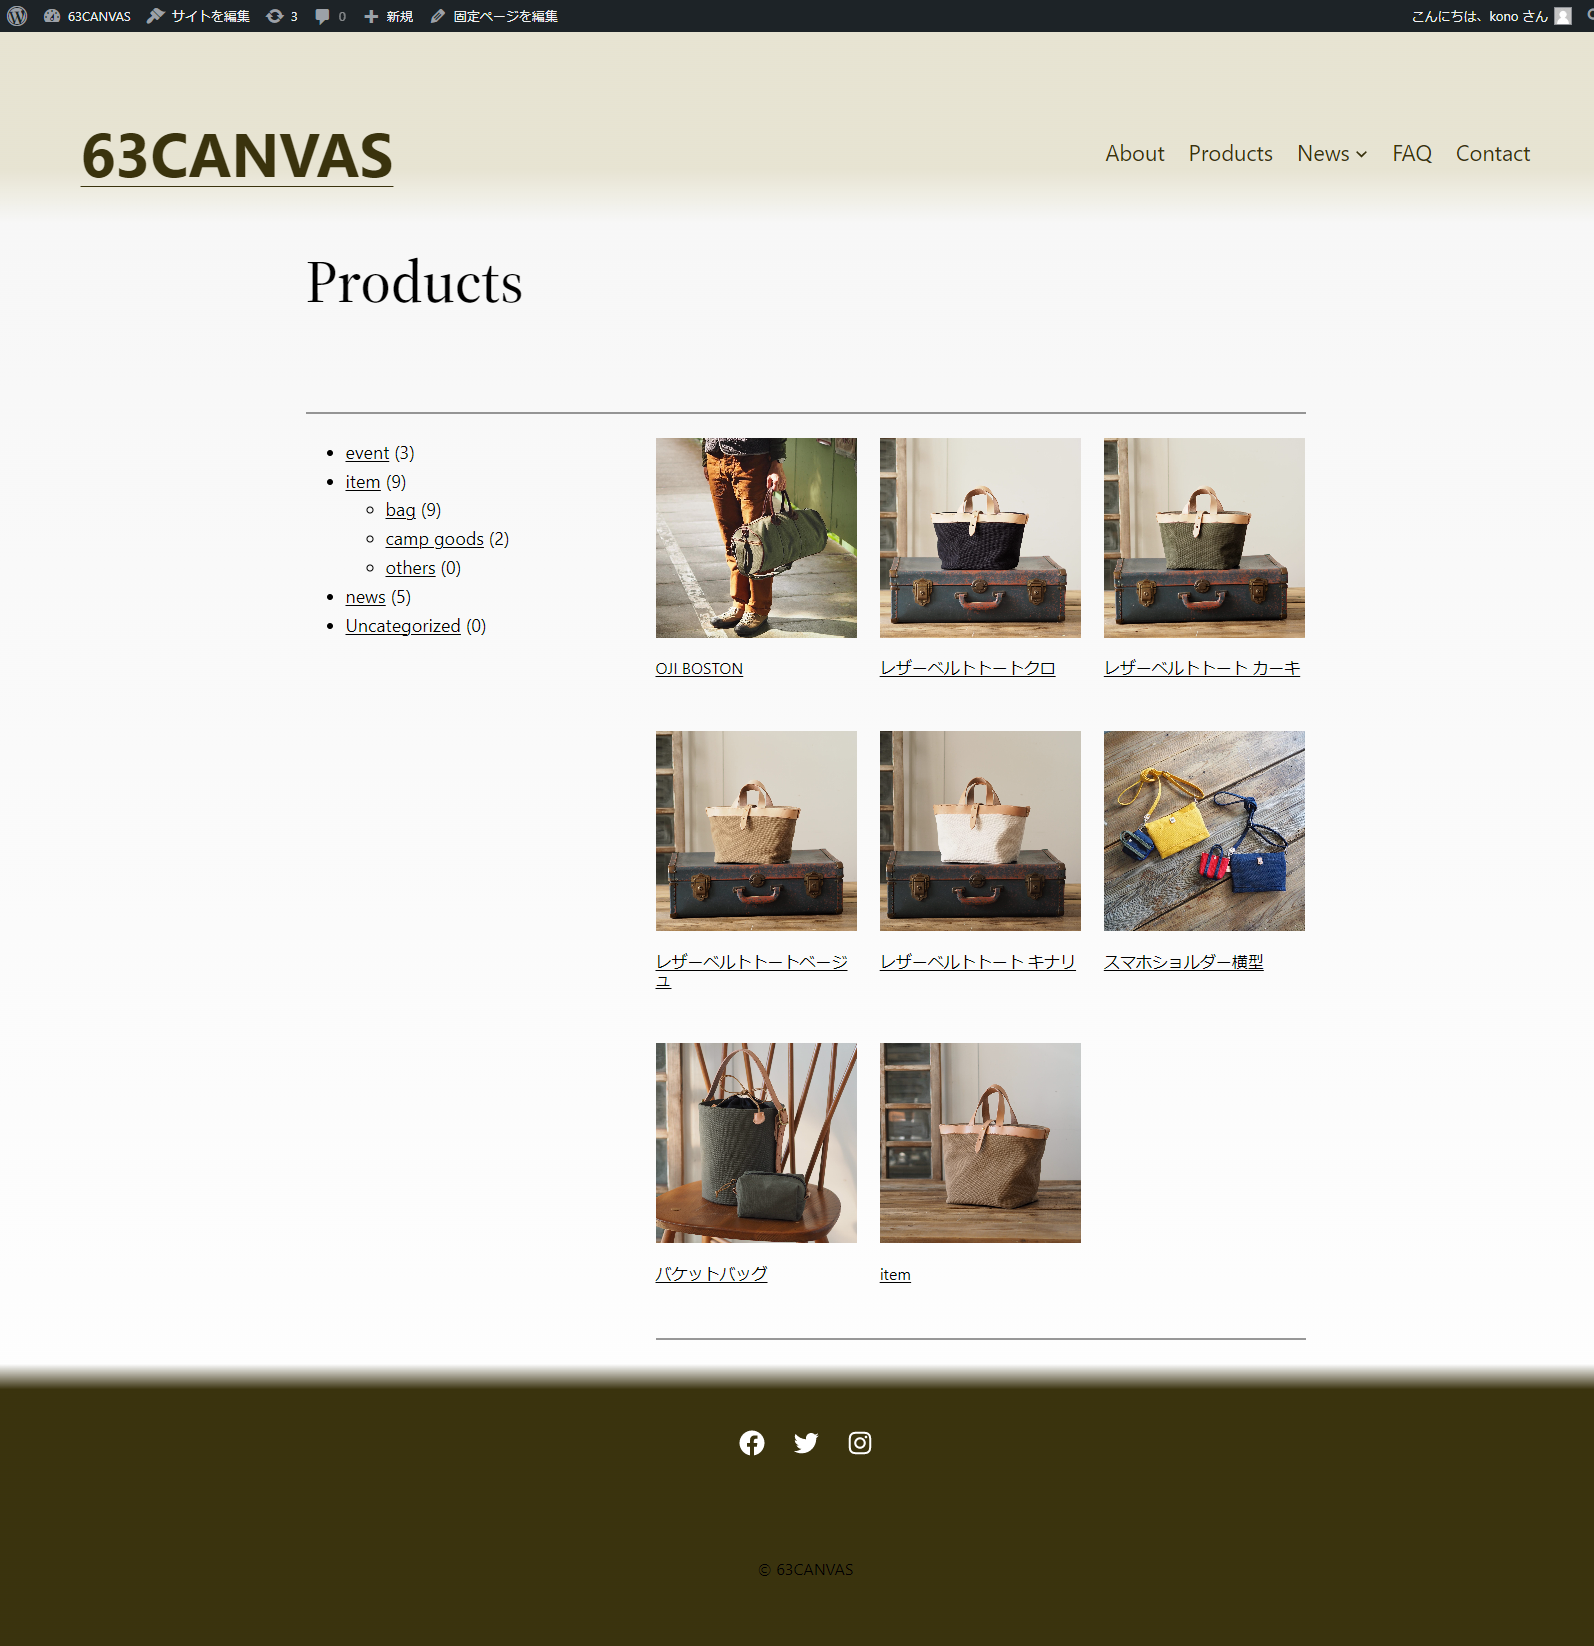 63CANVAS サイトを編集 3 0 新規 固定ページを編集 こんにちは、kono さん
63CANVAS
About Products News FAQ Contact
Products
event (3)
item (9)
bag (9)
camp goods (2)
others (0)
news (5)
Uncategorized (0)
OJI BOSTON
レザーベルトトートクロ
レザーベルトトート カーキ
レザーベルトトートベージ
ュ
レザーベルトトート キナリ
スマホショルダー横型
バケットバッグ
item
© 63CANVAS